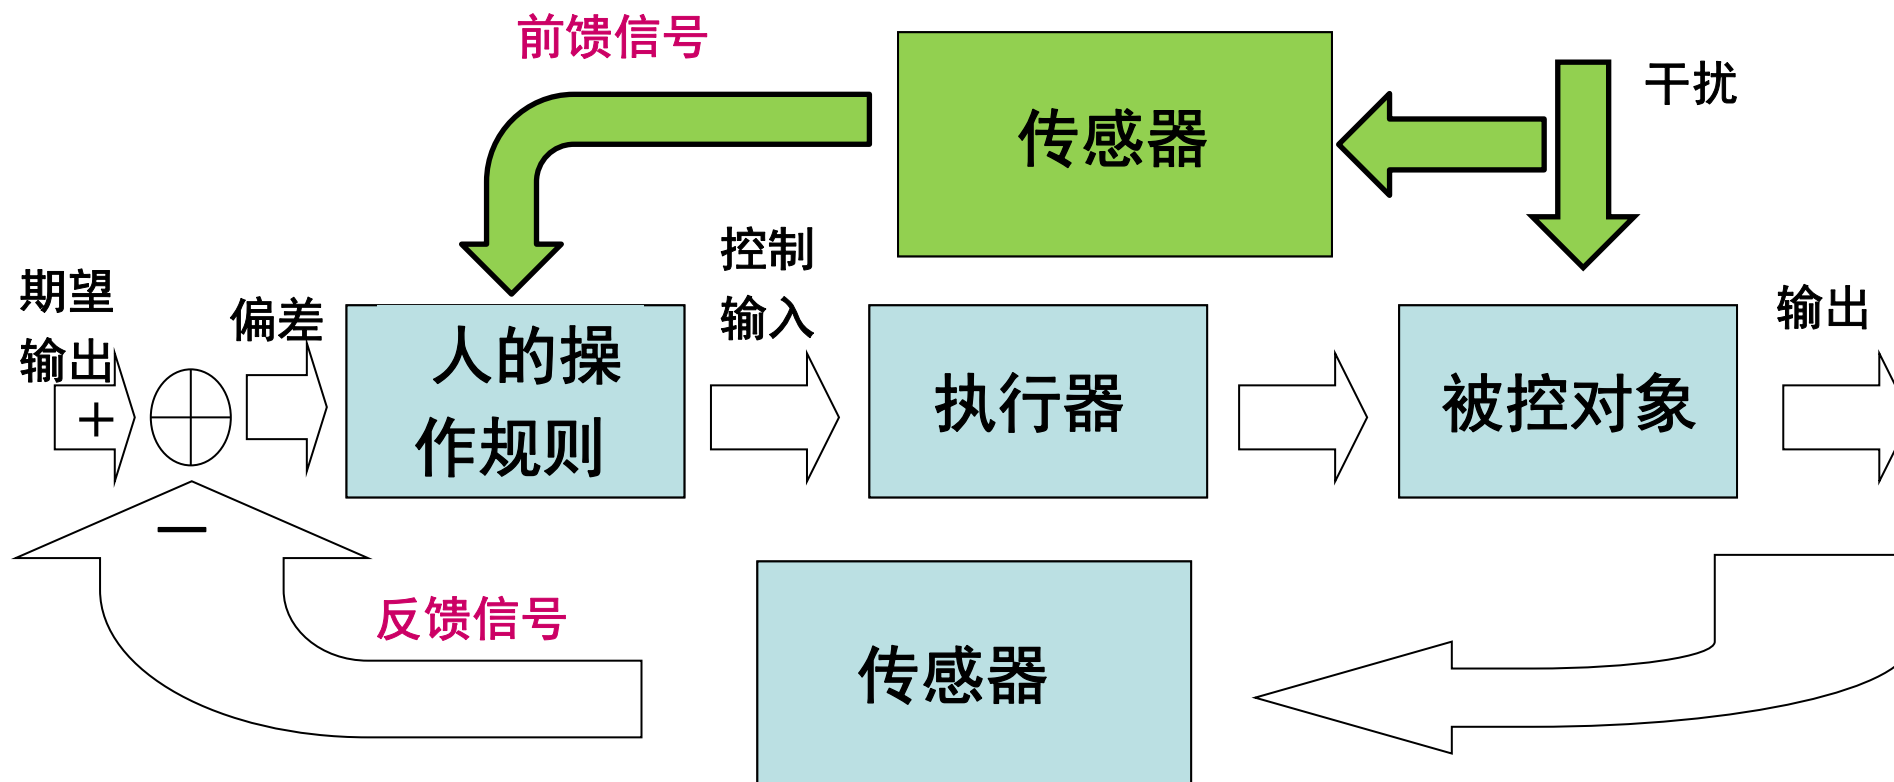 前馈信号
传感器
干扰
期望
输出
+
偏差
人的操
作规则
控制
输入
执行器
被控对象
输出
—
反馈信号
传感器